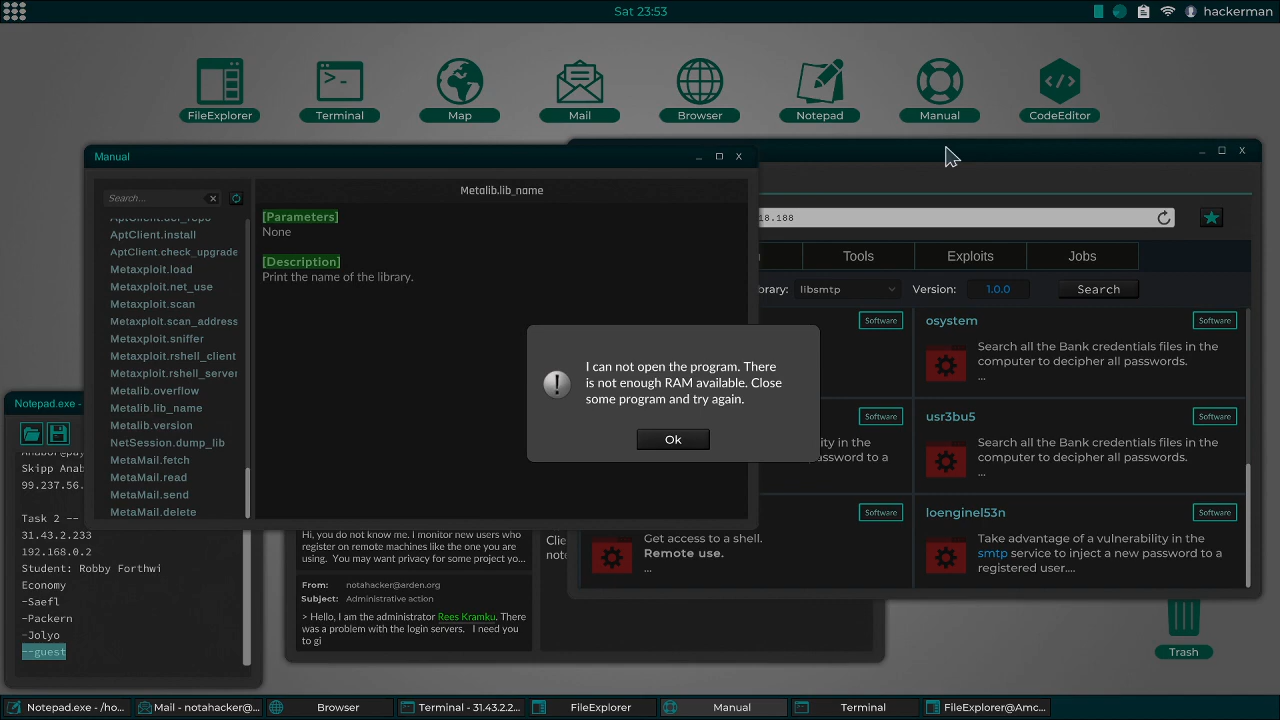 Sat 23:53
hackerman
FileExplorer
Terminal
Map
Mail
Browser
Notepad
Manual
CodeEditor
Manual
Search...
AptClient.del_repo
AptClient.install
AptClient.check_upgrade
Metaxploit.load
Metaxploit.net_use
Metaxploit.scan
Metaxploit.scan_address
Metaxploit.sniffer
Metaxploit.rshell_client
Metaxploit.rshell_server
Metalib.overflow
Metalib.lib_name
Metalib.version
NetSession.dump_lib
MetaMail.fetch
MetaMail.read
MetaMail.send
MetaMail.delete
Metalib.lib_name
[Parameters]
None
[Description]
Print the name of the library.
I can not open the program. There
is not enough RAM available. Close
some program and try again.
Ok
18.188
Tools
Exploits
Jobs
libsmtp
Version:
1.0.0
Search
Software
osystem
Software
Search all the Bank credentials files in the
computer to decipher all passwords.
...
Software
usr3bu5
Software
ity in the
password to a
Search all the Bank credentials files in the
computer to decipher all passwords.
...
Software
loenginel53n
Software
Get access to a shell.
Remote use.
...
Take advantage of a vulnerability in the
smtp service to inject a new password to a
registered user....
Notepad.exe -
Skipp Anab
99.237.56.
Task 2 --
31.43.2.233
192.168.0.2
Student: Robby Forthwi
Economy
-Saefl
-Packern
-Jolyo
--guest
Hi, you do not know me. I monitor new users who
register on remote machines like the one you are
using. You may want privacy for some project yo...
From: notahacker@arden.org
Subject: Administrative action
> Hello, I am the administrator Rees Kramku. There
was a problem with the login servers. I need you
to gi
Clie
note
Trash
Notepad.exe - /ho...
Mail - notahacker@...
Browser
Terminal - 31.43.2.2...
FileExplorer
Manual
Terminal
FileExplorer@Amc...